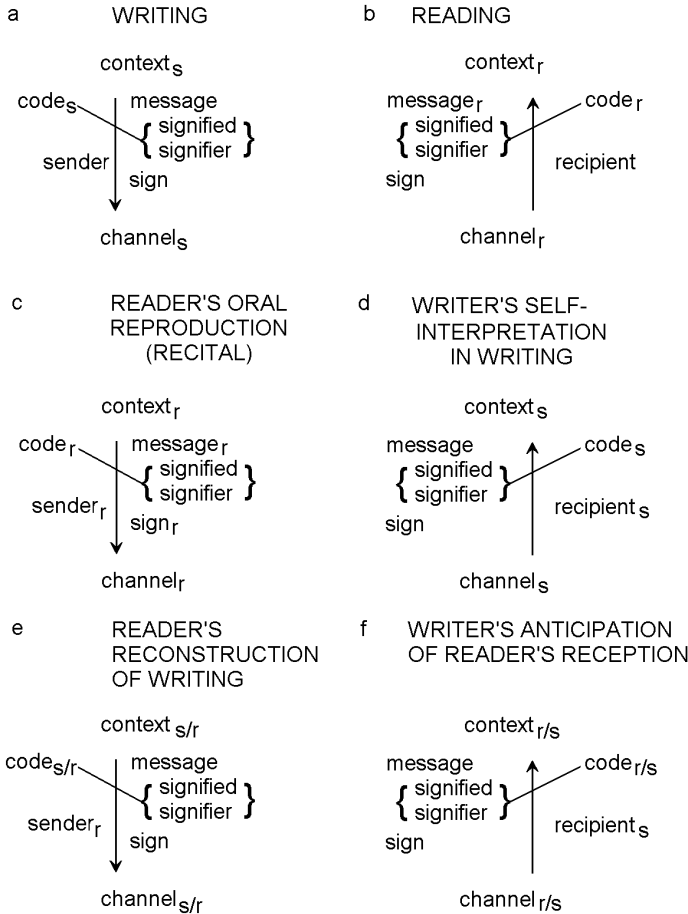 a WRITING
context s
code s message
{ signified }
signifier
sender
sign
channel s
b READING
context r
message r code r
{ signified }
signifier
recipient
sign
channel r
c READER'S ORAL
REPRODUCTION
(RECITAL)
context r
code r message r
{ signified }
signifier
sender r
sign r
channel r
d WRITER'S SELF-
INTERPRETATION
IN WRITING
context s
message code s
{ signified }
signifier
recipient s
sign
channel s
e READER'S
RECONSTRUCTION
OF WRITING
context s/r
code s/r message
{ signified }
signifier
sender r
sign
channel s/r
f WRITER'S ANTICIPATION
OF READER'S RECEPTION
context r/s
message code r/s
{ signified }
signifier
recipient s
sign
channel r/s